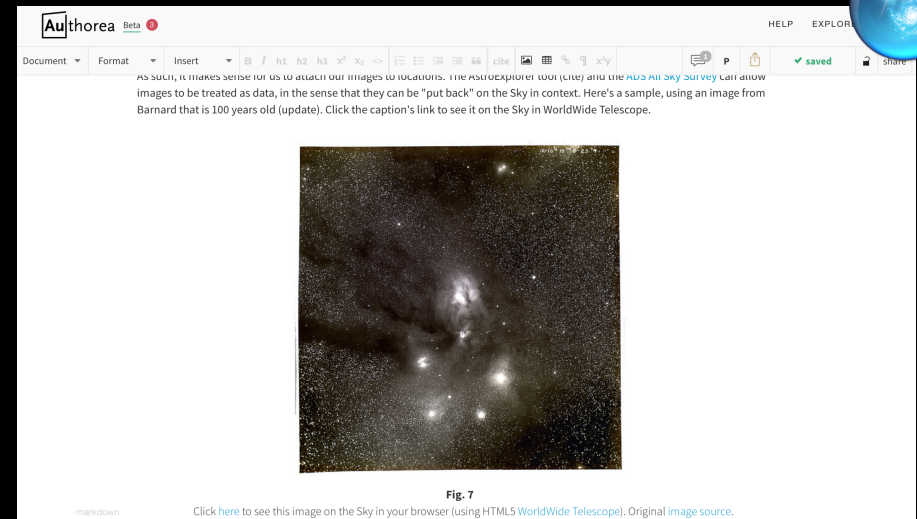 Authorea Beta 3
HELP EXPLOR
Document Format Insert B I h1 h2 h3 x² x₂ <> cite ¶ x²y 1 P ✔ saved share
As such, it makes sense for us to attach our images to locations. The AstroExplorer tool (cite) and the ADS All Sky Survey can allow
images to be treated as data, in the sense that they can be "put back" on the Sky in context. Here's a sample, using an image from
Barnard that is 100 years old (update). Click the caption's link to see it on the Sky in WorldWide Telescope.
Fig. 7
markdown
Click here to see this image on the Sky in your browser (using HTML5 WorldWide Telescope). Original image source.